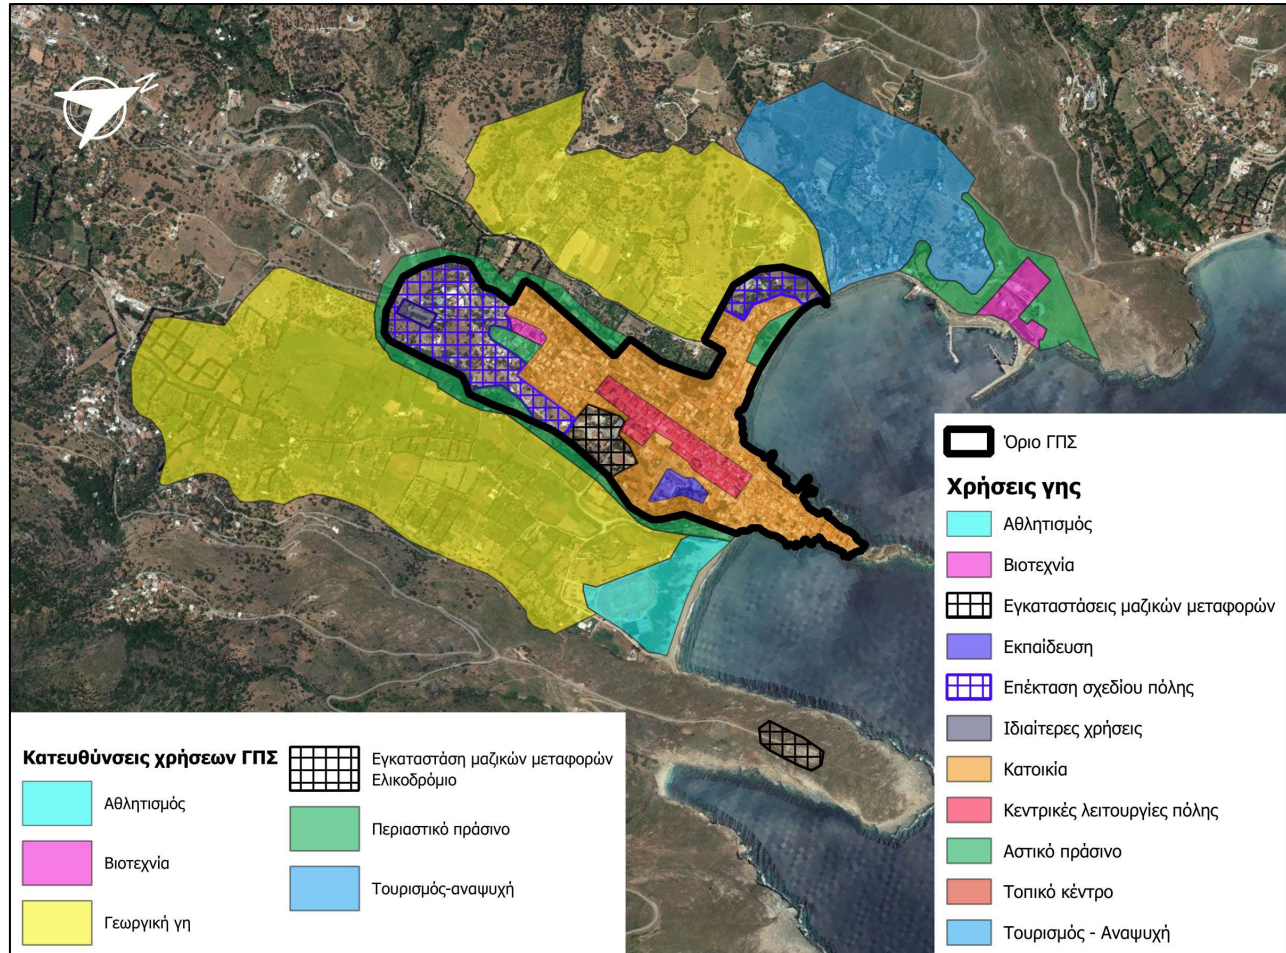 N
Όριο ΓΠΣ
Χρήσεις γης
Αθλητισμός
Βιοτεχνία
Εγκαταστάσεις μαζικών μεταφορών
Εκπαίδευση
Επέκταση σχεδίου πόλης
Ιδιαίτερες χρήσεις
Κατοικία
Κεντρικές λειτουργίες πόλης
Αστικό πράσινο
Τοπικό κέντρο
Τουρισμός - Αναψυχή
Κατευθύνσεις χρήσεων ΓΠΣ
Αθλητισμός
Βιοτεχνία
Γεωργική γη
Εγκαταστάση μαζικών μεταφορών
Ελικοδρόμιο
Περιαστικό πράσινο
Τουρισμός-αναψυχή